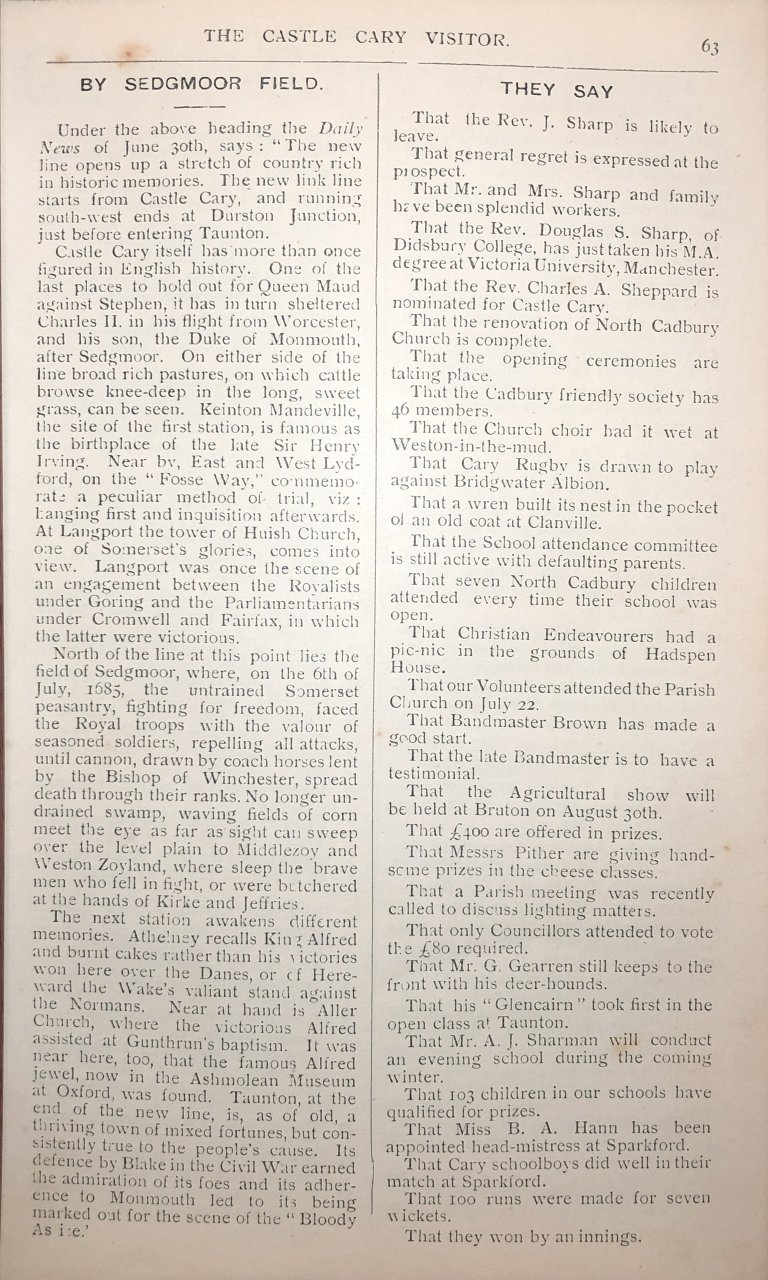 THE CASTLE CARY VISITOR.
63
BY SEDGMOOR FIELD.
Under the above heading the Daily
News of June 30th, says : "The new
line opens up a stretch of country rich
in historic memories. The new link line
starts from Castle Cary, and running
south-west ends at Durston Junction,
just before entering Taunton.
Castle Cary itself has more than once
figured in English history. One of the
last places to hold out for Queen Maud
against Stephen, it has in turn sheltered
Charles II. in his flight from Worcester,
and his son, the Duke of Monmouth,
after Sedgmoor. On either side of the
line broad rich pastures, on which cattle
browse knee-deep in the long, sweet
grass, can be seen. Keinton Mandeville,
the site of the first station, is famous as
the birthplace of the late Sir Henry
Irving. Near by, East and West Lyd-
ford, on the "Fosse Way," commemo-
rate a peculiar method of trial, viz :
hanging first and inquisition afterwards.
At Langport the tower of Huish Church,
one of Somerset's glories, comes into
view. Langport was once the scene of
an engagement between the Royalists
under Goring and the Parliamentarians
under Cromwell and Fairfax, in which
the latter were victorious.
North of the line at this point lies the
field of Sedgmoor, where, on the 6th of
July, 1685, the untrained Somerset
peasantry, fighting for freedom, faced
the Royal troops with the valour of
seasoned soldiers, repelling all attacks,
until cannon, drawn by coach horses lent
by the Bishop of Winchester, spread
death through their ranks. No longer un-
drained swamp, waving fields of corn
meet the eye as far as sight can sweep
over the level plain to Middlezoy and
Weston Zoyland, where sleep the brave
men who fell in fight, or were butchered
at the hands of Kirke and Jeffries.
The next station awakens different
memories. Athelney recalls King Alfred
and burnt cakes rather than his victories
won here over the Danes, or of Here-
ward the Wake's valiant stand against
the Normans. Near at hand is Aller
Church, where the victorious Alfred
assisted at Gunthrun's baptism. It was
near here, too, that the famous Alfred
jewel, now in the Ashmolean Museum
at Oxford, was found. Taunton, at the
end of the new line, is, as of old, a
thriving town of mixed fortunes, but con-
sistently true to the people's cause. Its
defence by Blake in the Civil War earned
the admiration of its foes and its adher-
ence to Monmouth led to its being
marked out for the scene of the "Bloody
Assize.'
THEY SAY
That the Rev. J. Sharp is likely to
leave.
That general regret is expressed at the
prospect.
That Mr. and Mrs. Sharp and family
have been splendid workers.
That the Rev. Douglas S. Sharp, of
Didsbury College, has just taken his M.A.
degree at Victoria University, Manchester.
That the Rev. Charles A. Sheppard is
nominated for Castle Cary.
That the renovation of North Cadbury
Church is complete.
That the opening ceremonies are
taking place.
That the Cadbury friendly society has
46 members.
That the Church choir had it wet at
Weston-in-the-mud.
That Cary Rugby is drawn to play
against Bridgwater Albion.
That a wren built its nest in the pocket
of an old coat at Clanville.
That the School attendance committee
is still active with defaulting parents.
That seven North Cadbury children
attended every time their school was
open.
That Christian Endeavourers had a
pic-nic in the grounds of Hadspen
House.
That our Volunteers attended the Parish
Church on July 22.
That Bandmaster Brown has made a
good start.
That the late Bandmaster is to have a
testimonial.
That the Agricultural show will
be held at Bruton on August 30th.
That £400 are offered in prizes.
That Messrs Pither are giving hand-
some prizes in the cheese classes.
That a Parish meeting was recently
called to discuss lighting matters.
That only Councillors attended to vote
the £80 required.
That Mr. G. Gearren still keeps to the
front with his deer-hounds.
That his "Glencairn" took first in the
open class at Taunton.
That Mr. A. J. Sharman will conduct
an evening school during the coming
winter.
That 103 children in our schools have
qualified for prizes.
That Miss B. A. Hann has been
appointed head-mistress at Sparkford.
That Cary schoolboys did well in their
match at Sparkford.
That 100 runs were made for seven
wickets.
That they won by an innings.